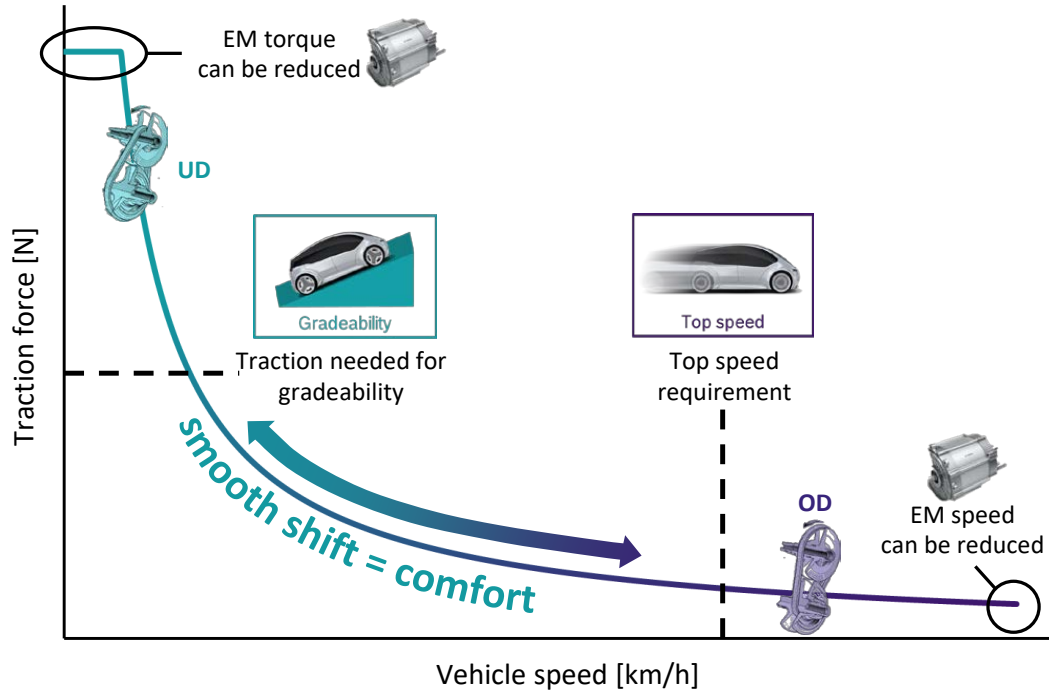 EM torque
can be reduced
UD
Gradeability
Traction needed for
gradeability
Top speed
Top speed
requirement
smooth shift = comfort
OD
EM speed
can be reduced
Traction force [N]
Vehicle speed [km/h]